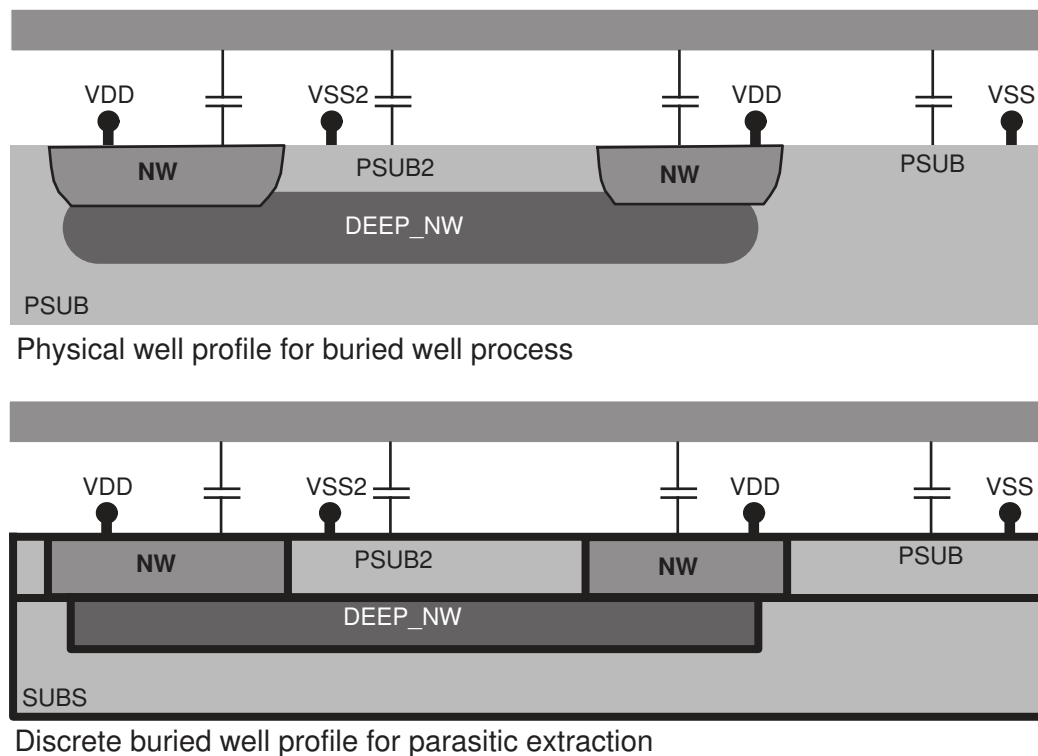 VDD VSS2 VDD VSS
NW PSUB2 NW PSUB
DEEP_NW
PSUB
Physical well profile for buried well process
VDD VSS2 VDD VSS
NW PSUB2 NW PSUB
DEEP_NW
SUBS
Discrete buried well profile for parasitic extraction